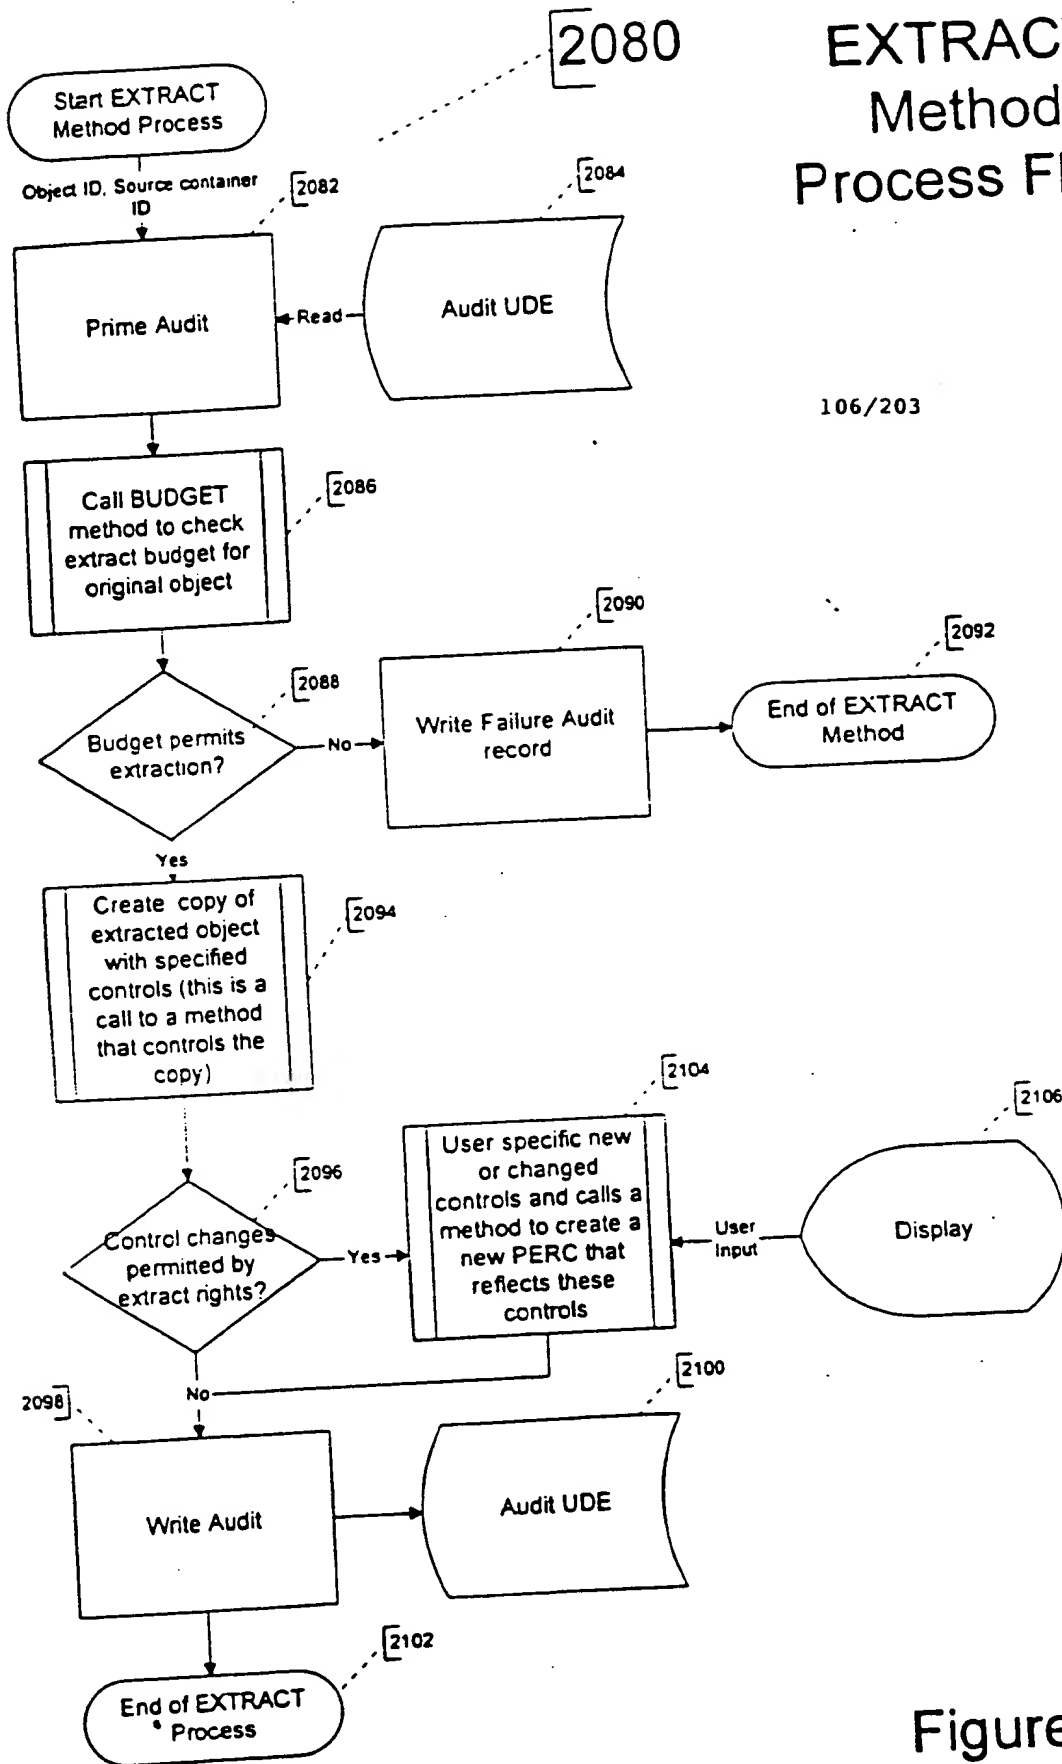 2080
EXTRAC
Method
Process Fl
Start EXTRACT
Method Process
Object ID, Source container
ID
2082
2084
Prime Audit
Read
Audit UDE
106/203
Call BUDGET
method to check
extract budget for
original object
2086
2088
Budget permits
extraction?
No
2090
Write Failure Audit
record
2092
End of EXTRACT
Method
Yes
Create copy of
extracted object
with specified
controls (this is a
call to a method
that controls the
copy)
2094
2096
Control changes
permitted by
extract rights?
Yes
2104
User specific new
or changed
controls and calls a
method to create a
new PERC that
reflects these
controls
User
Input
2106
Display
No
2098
Write Audit
2100
Audit UDE
2102
End of EXTRACT
Process
Figure